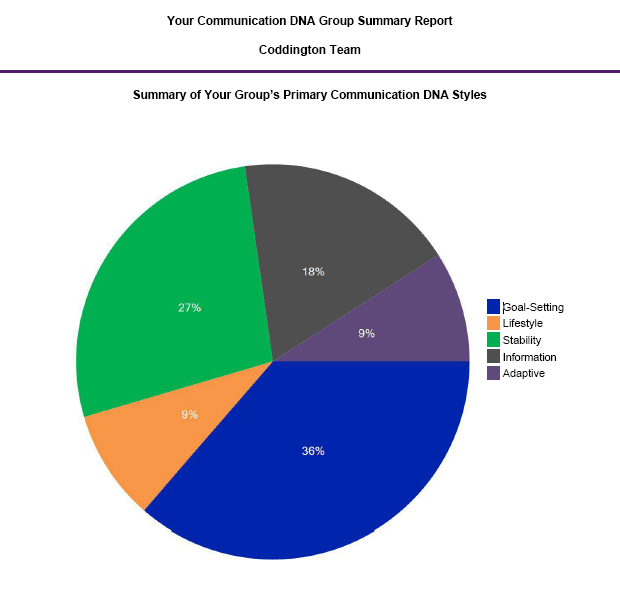 Your Communication DNA Group Summary Report
Coddington Team
Summary of Your Group's Primary Communication DNA Styles
18%
27%
9%
9%
36%
Goal-Setting
Lifestyle
Stability
Information
Adaptive